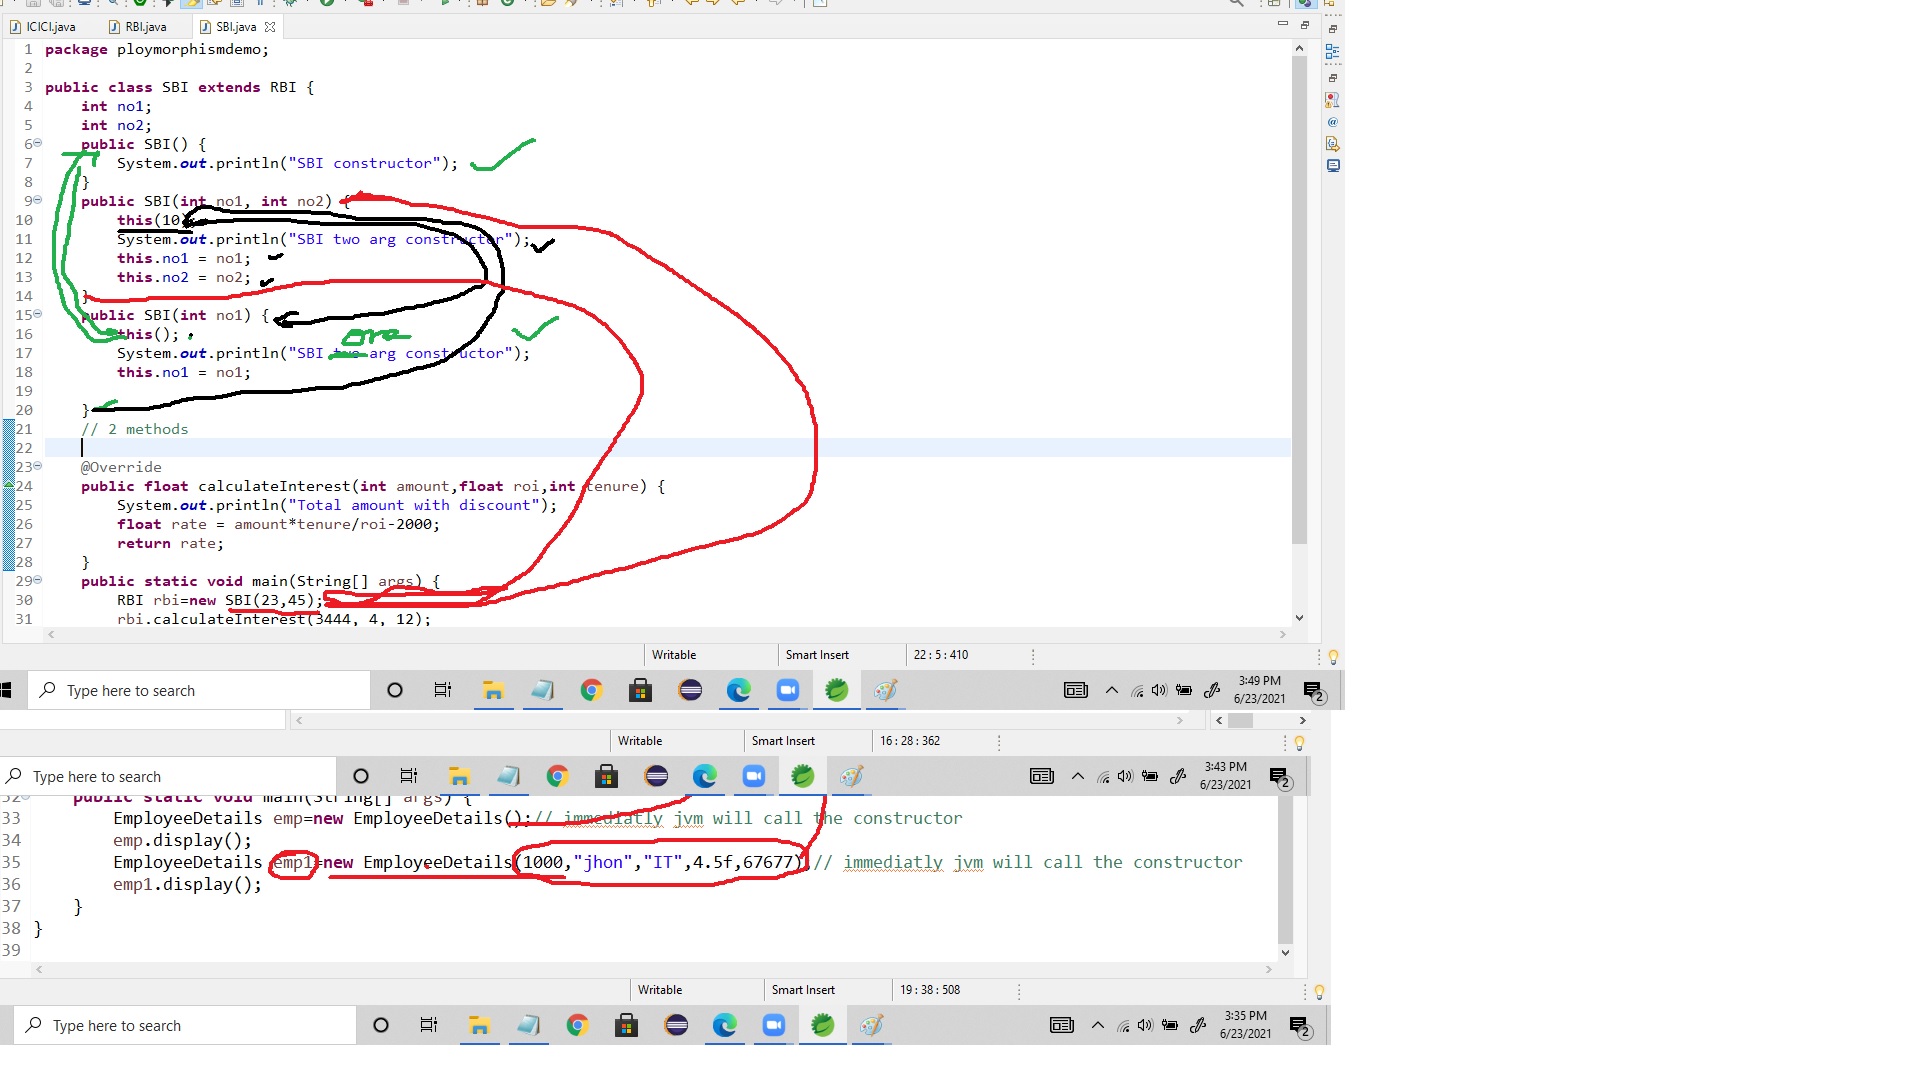 ICICI.java RBI.java SBI.java
1 package ploymorphismdemo;
2
3 public class SBI extends RBI {
4 int no1;
5 int no2;
6 public SBI() {
7 System.out.println("SBI constructor");
8 }
9 public SBI(int no1, int no2) {
10 this(10
11 System.out.println("SBI two arg constructor");
12 this.no1 = no1;
13 this.no2 = no2;
14 }
15 public SBI(int no1) {
16 this();
one
17 System.out.println("SBI two arg constructor");
18 this.no1 = no1;
19
20 }
21 // 2 methods
22
23 @Override
24 public float calculateInterest(int amount,float roi,int tenure) {
25 System.out.println("Total amount with discount");
26 float rate = amount*tenure/roi-2000;
27 return rate;
28 }
29 public static void main(String[] args) {
30 RBI rbi=new SBI(23,45);
31 rbi.calculateInterest(3444, 4, 12);
Writable Smart Insert 22 : 5 : 410
Type here to search 3:49 PM
6/23/2021 2
Writable Smart Insert 16 : 28 : 362
Type here to search 3:43 PM
6/23/2021 2
32 public static void main(String[] args) {
33 EmployeeDetails emp=new EmployeeDetails();// immediatly jvm will call the constructor
34 emp.display();
35 EmployeeDetails emp1=new EmployeeDetails(1000,"jhon","IT",4.5f,67677);// immediatly jvm will call the constructor
36 emp1.display();
37 }
38 }
39
Writable Smart Insert 19 : 38 : 508
Type here to search 3:35 PM
6/23/2021 2